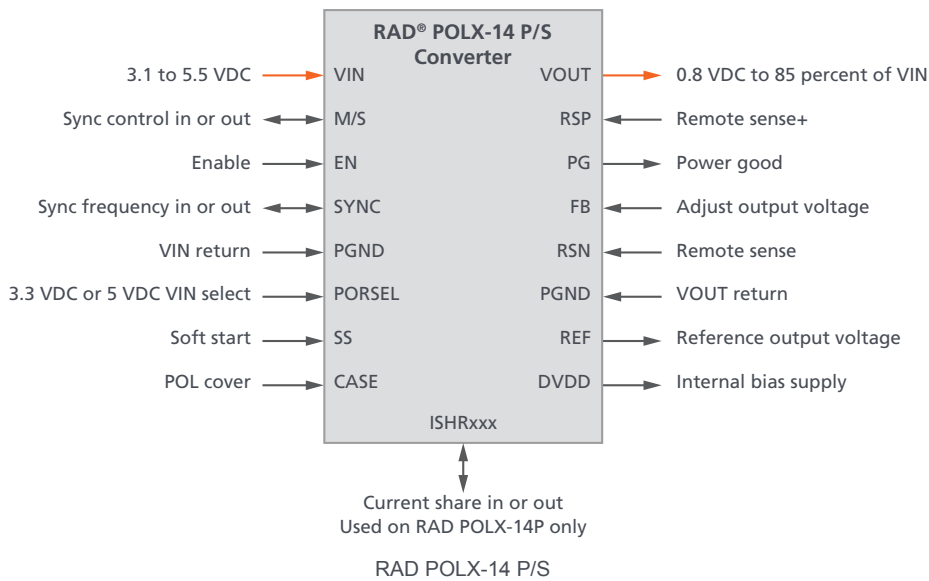 RAD® POLX-14 P/S
Converter
3.1 to 5.5 VDC VIN VOUT 0.8 VDC to 85 percent of VIN
Sync control in or out M/S RSP Remote sense+
Enable EN PG Power good
Sync frequency in or out SYNC FB Adjust output voltage
VIN return PGND RSN Remote sense
3.3 VDC or 5 VDC VIN select PORSEL PGND VOUT return
Soft start SS REF Reference output voltage
POL cover CASE DVDD Internal bias supply
ISHRxxx
Current share in or out
Used on RAD POLX-14P only
RAD POLX-14 P/S